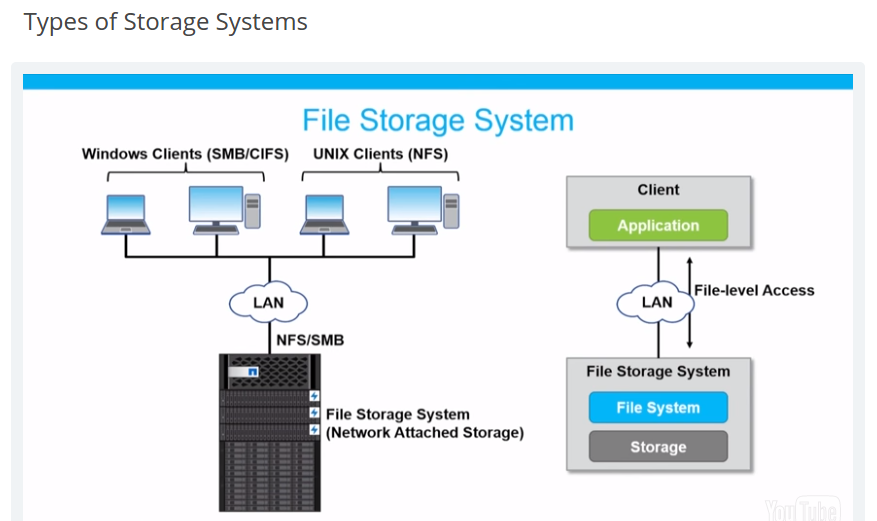 Types of Storage Systems
File Storage System
Windows Clients (SMB/CIFS)
UNIX Clients (NFS)
LAN
NFS/SMB
File Storage System
(Network Attached Storage)
Client
Application
LAN
File-level Access
File Storage System
File System
Storage
YouTube